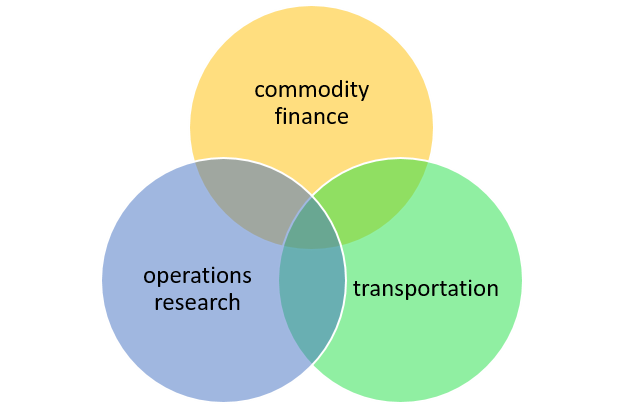 commodity
finance
operations
research
transportation